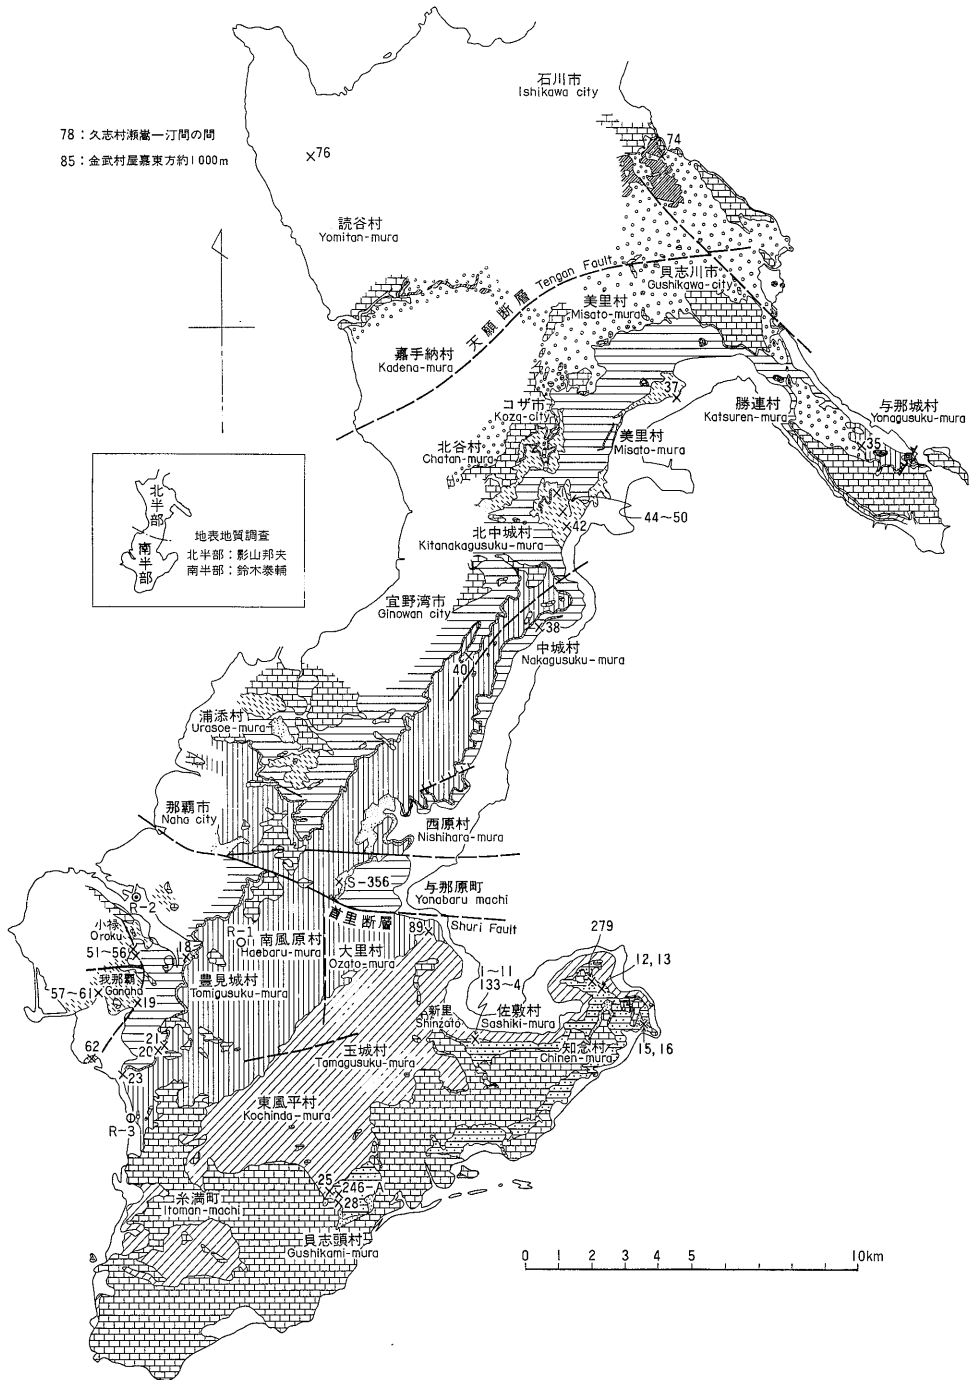 石川市
Ishikawa city
78：久志村瀬嵩―汀間の間
85：金武村屋嘉東方約1000m
74
76
読谷村
Yomitan-mura
天願断層 Tengan Fault
具志川市
Gushikawa-city
美里村
Misato-mura
嘉手納村
Kadena-mura
37
コザ市
Koza-city
勝連村
Katsuren-mura
与那城村
Yonagusuku-mura
北谷村
Chatan-mura
美里村
Misato-mura
35
44～50
42
北中城村
Kitanakagusuku-mura
北半部
南半部
地表地質調査
北半部：影山邦夫
南半部：鈴木泰輔
宜野湾市
Ginowan city
38
中城村
Nakagusuku-mura
40
浦添村
Urasoe-mura
那覇市
Naha city
西原村
Nishihara-mura
S-356
与那原町
Yonabaru machi
R-2
首里断層 Shuri Fault
小禄
Oroku
R-1
南風原村
Haebaru-mura
89
大里村
Ozato-mura
279
51～56
18
12, 13
我那覇
Ganaha
豊見城村
Tomigusuku-mura
1～11
133～4
57～61
19
新里
Shinzato
佐敷村
Sashiki-mura
15, 16
62
21
20
玉城村
Tamagusuku-mura
知念村
Chinen-mura
23
東風平村
Kochinda-mura
R-3
25
246-A
28
糸満町
Itoman-machi
具志頭村
Gushikami-mura
0 1 2 3 4 5 10km